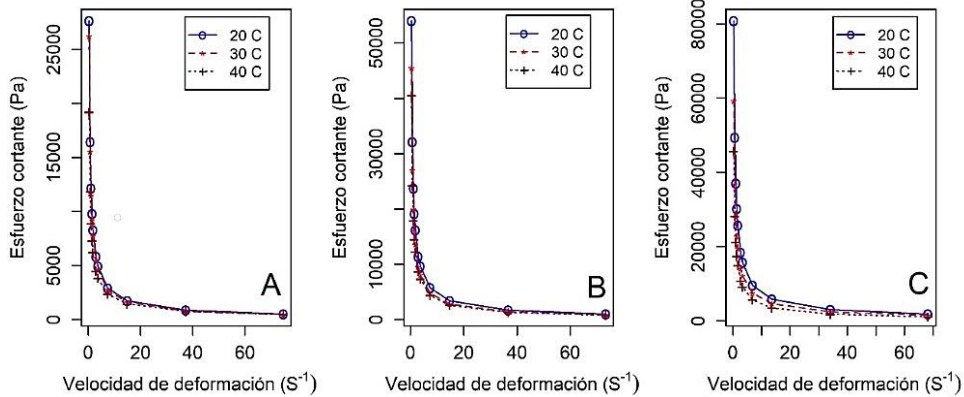 Esfuerzo cortante (Pa)
25000
15000
5000
0
20 C
30 C
40 C
A
0 20 40 60
Velocidad de deformación (S⁻¹)
Esfuerzo cortante (Pa)
50000
30000
10000
0
20 C
30 C
40 C
B
0 20 40 60
Velocidad de deformación (S⁻¹)
Esfuerzo cortante (Pa)
80000
60000
40000
20000
0
20 C
30 C
40 C
C
0 20 40 60
Velocidad de deformación (S⁻¹)